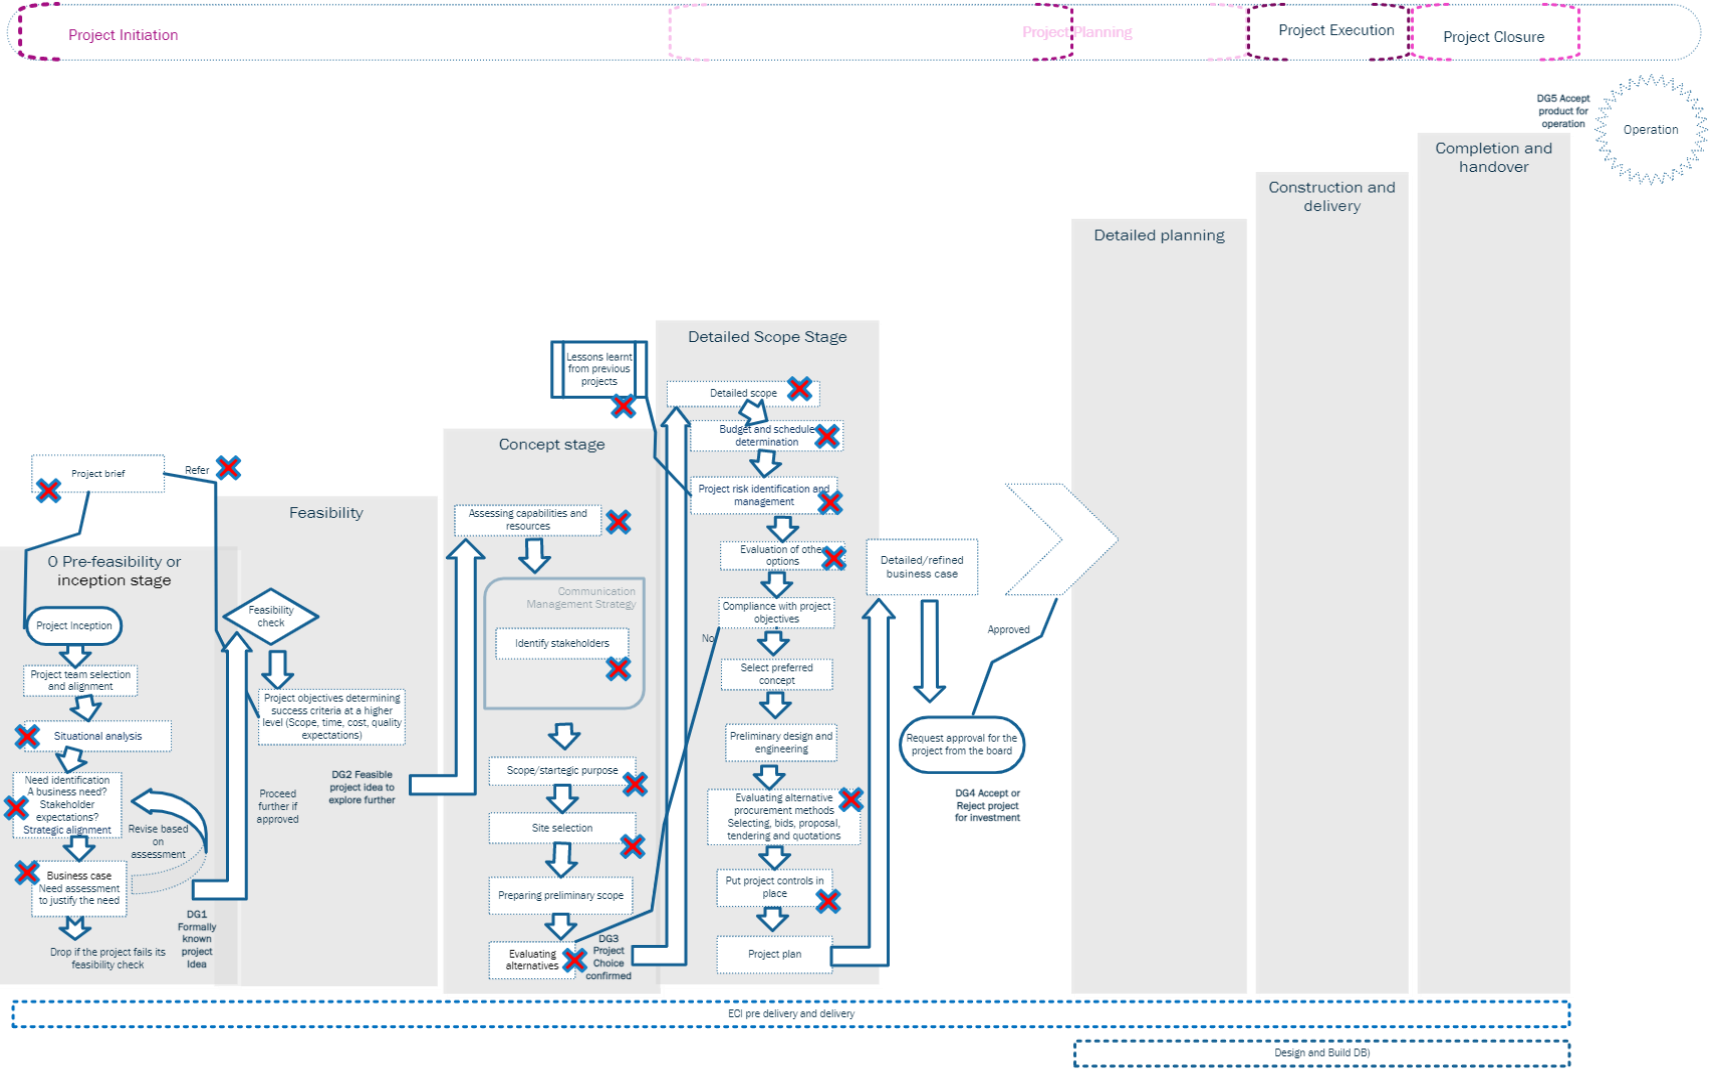 Project Initiation
Project Planning
Project Execution
Project Closure
DG5 Accept
product for
operation
Operation
Completion and
handover
Construction and
delivery
Detailed planning
Detailed Scope Stage
Lessons learnt
from previous
projects
Detailed scope
Budget and schedule
determination
Project risk identification and
management
Evaluation of other
options
Compliance with project
objectives
No
Select preferred
concept
Preliminary design and
engineering
Evaluating alternative
procurement methods
Selecting, bids, proposal,
tendering and quotations
Put project controls in
place
Project plan
Concept stage
Assessing capabilities and
resources
Communication
Management Strategy
Identify stakeholders
Scope/startegic purpose
Site selection
Preparing preliminary scope
Evaluating
alternatives
DG3
Project
Choice
confirmed
Project brief
Refer
Feasibility
Feasibility
check
Project objectives determining
success criteria at a higher
level (Scope, time, cost, quality
expectations)
DG2 Feasible
project idea to
explore further
Proceed
further if
approved
0 Pre-feasibility or
inception stage
Project Inception
Project team selection
and alignment
Situational analysis
Need identification
A business need?
Stakeholder
expectations?
Strategic alignment
Revise based
on
assessment
Business case
Need assessment
to justify the need
DG1
Formally
known
project
Idea
Drop if the project fails its
feasibility check
Detailed/refined
business case
Approved
Request approval for the
project from the board
DG4 Accept or
Reject project
for investment
ECI pre delivery and delivery
Design and Build DB)